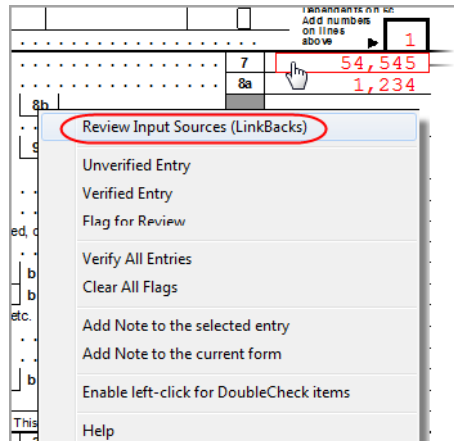 Dependents on 6c
Add numbers
on lines
above
1
7 54,545
8a 1,234
8b
Review Input Sources (LinkBacks)
9
Unverified Entry
Verified Entry
Flag for Review
ed, c
Verify All Entries
b
Clear All Flags
b
etc.
Add Note to the selected entry
Add Note to the current form
b
Enable left-click for DoubleCheck items
This
Help